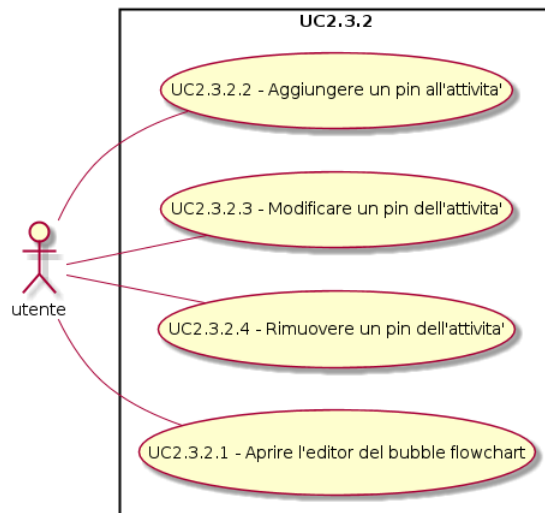 UC2.3.2
UC2.3.2.2 - Aggiungere un pin all'attivita'
UC2.3.2.3 - Modificare un pin dell'attivita'
utente
UC2.3.2.4 - Rimuovere un pin dell'attivita'
UC2.3.2.1 - Aprire l'editor del bubble flowchart